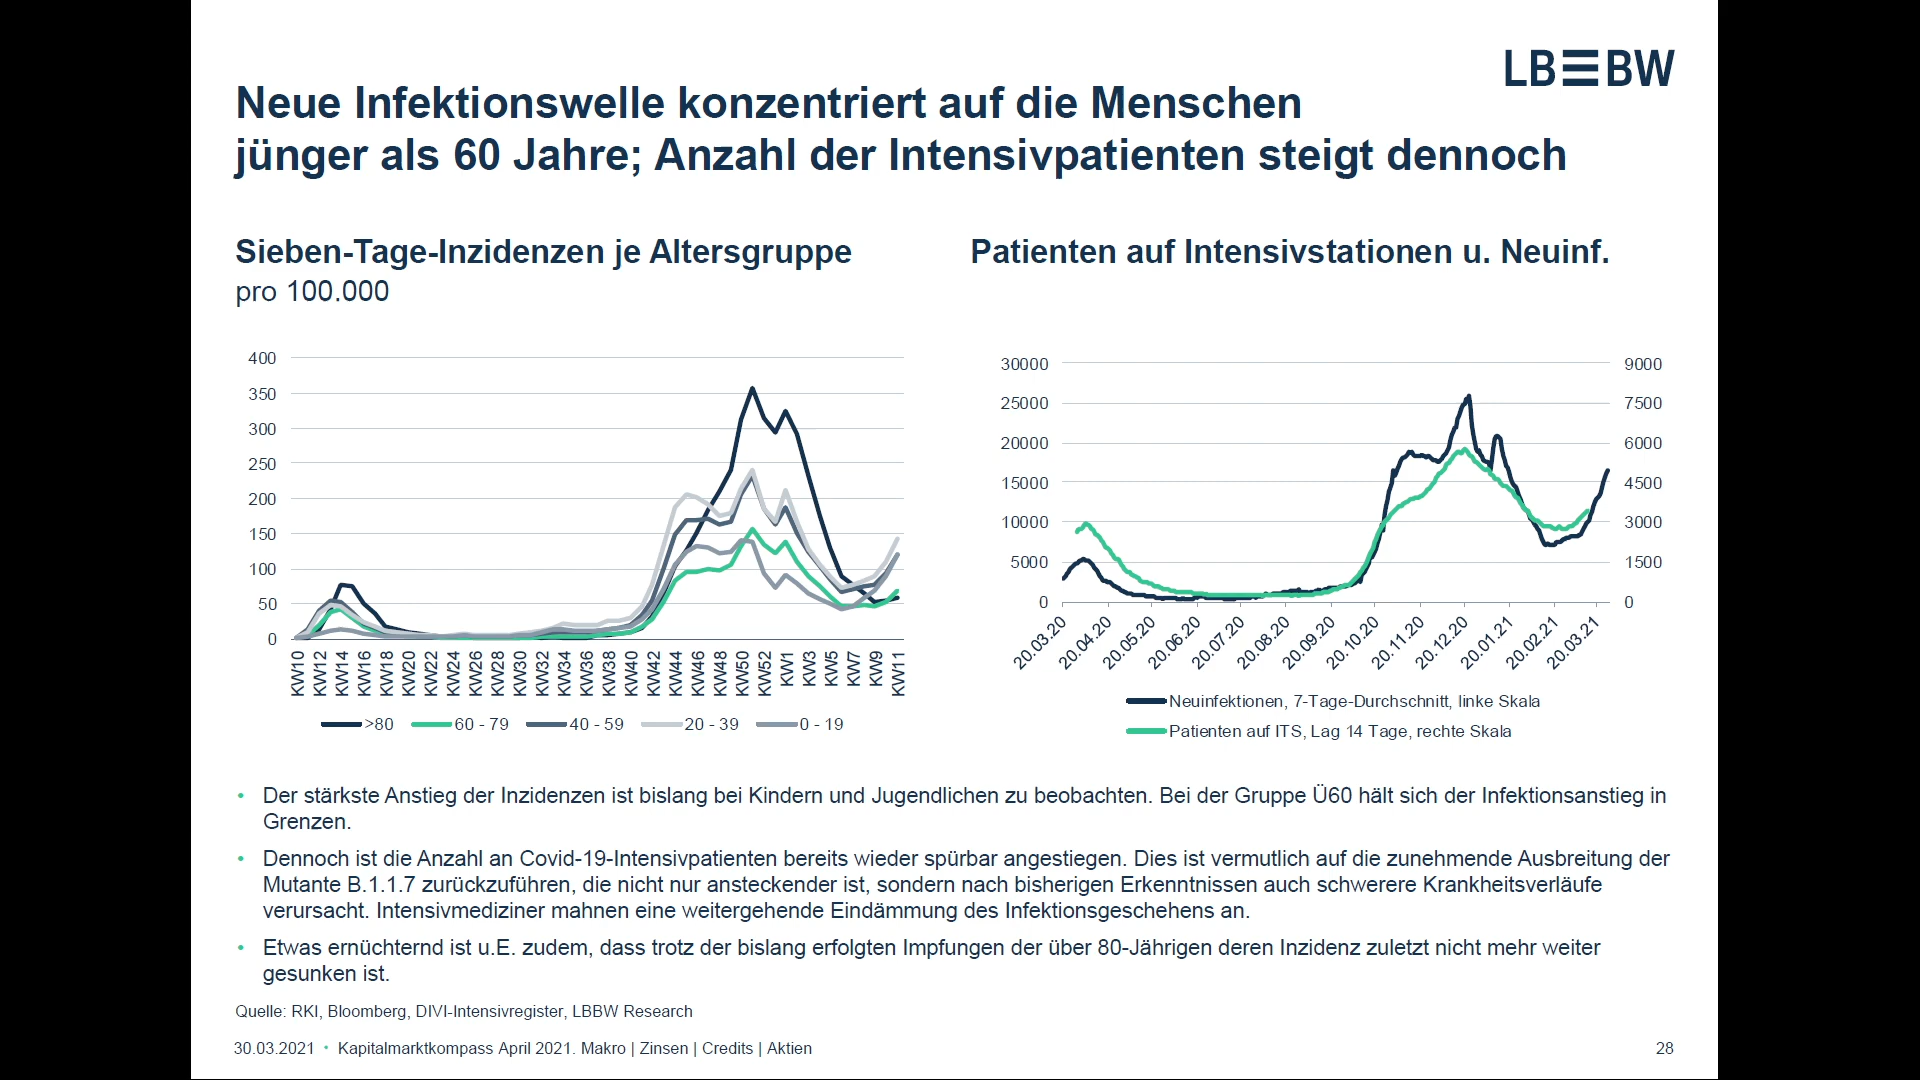 LBBW
Neue Infektionswelle konzentriert auf die Menschen
jünger als 60 Jahre; Anzahl der Intensivpatienten steigt dennoch
Sieben-Tage-Inzidenzen je Altersgruppe
pro 100.000
400
350
300
250
200
150
100
50
0
KW10
KW12
KW14
KW16
KW18
KW20
KW22
KW24
KW26
KW28
KW30
KW32
KW34
KW36
KW38
KW40
KW42
KW44
KW46
KW48
KW50
KW52
KW1
KW3
KW5
KW7
KW9
KW11
>80 60 - 79 40 - 59 20 - 39 0 - 19
Patienten auf Intensivstationen u. Neuinf.
30000
25000
20000
15000
10000
5000
0
9000
7500
6000
4500
3000
1500
0
20.03.20
20.04.20
20.05.20
20.06.20
20.07.20
20.08.20
20.09.20
20.10.20
20.11.20
20.12.20
20.01.21
20.02.21
20.03.21
Neuinfektionen, 7-Tage-Durchschnitt, linke Skala
Patienten auf ITS, Lag 14 Tage, rechte Skala
• Der stärkste Anstieg der Inzidenzen ist bislang bei Kindern und Jugendlichen zu beobachten. Bei der Gruppe Ü60 hält sich der Infektionsanstieg in
Grenzen.
• Dennoch ist die Anzahl an Covid-19-Intensivpatienten bereits wieder spürbar angestiegen. Dies ist vermutlich auf die zunehmende Ausbreitung der
Mutante B.1.1.7 zurückzuführen, die nicht nur ansteckender ist, sondern nach bisherigen Erkenntnissen auch schwerere Krankheitsverläufe
verursacht. Intensivmediziner mahnen eine weitergehende Eindämmung des Infektionsgeschehens an.
• Etwas ernüchternd ist u.E. zudem, dass trotz der bislang erfolgten Impfungen der über 80-Jährigen deren Inzidenz zuletzt nicht mehr weiter
gesunken ist.
Quelle: RKI, Bloomberg, DIVI-Intensivregister, LBBW Research
30.03.2021 • Kapitalmarktkompass April 2021. Makro | Zinsen | Credits | Aktien
28